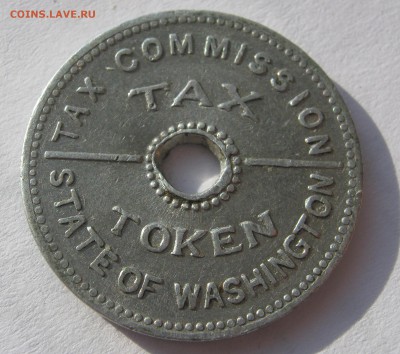 COINS.LAVE.RU
TAX COMMISSION
TAX
TOKEN
STATE OF WASHINGTON